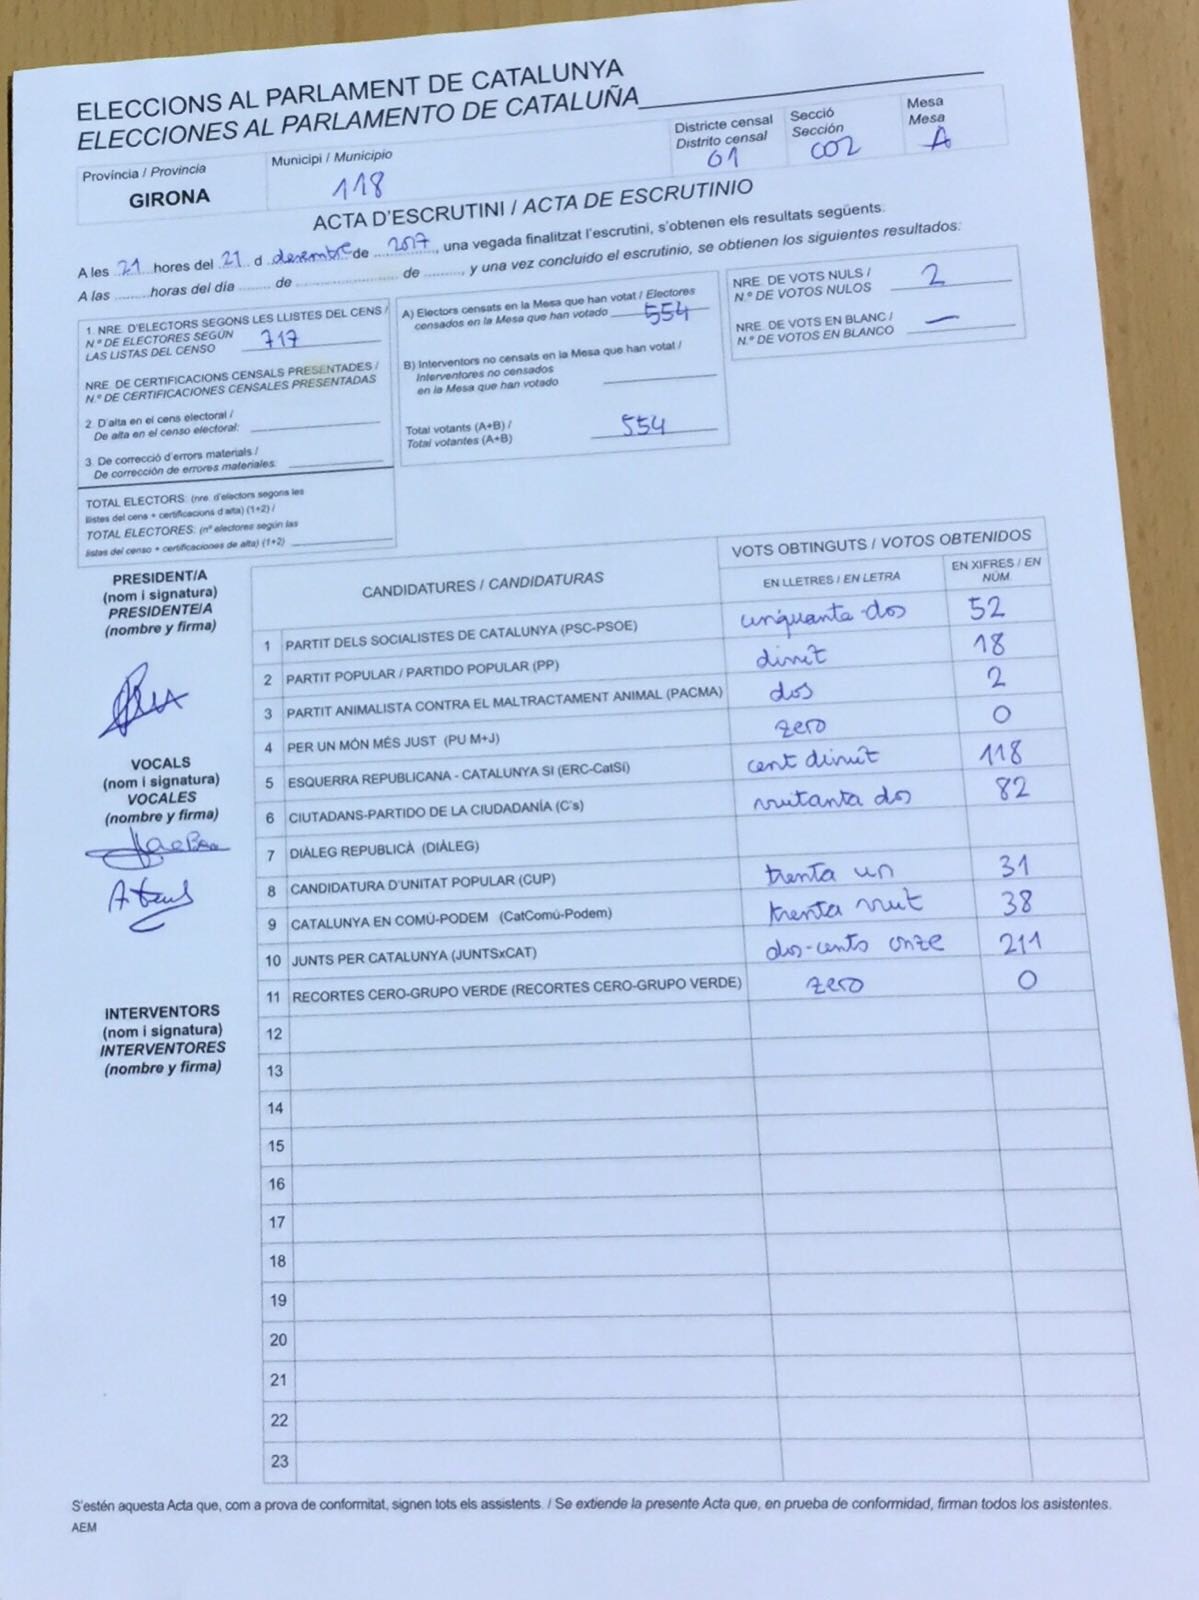 ELECCIONS AL PARLAMENT DE CATALUNYA
ELECCIONES AL PARLAMENTO DE CATALUÑA
Província / Provincia
GIRONA
Municipi / Municipio
118
Districte censal
Distrito censal
01
Secció
Sección
002
Mesa
Mesa
A
ACTA D'ESCRUTINI / ACTA DE ESCRUTINIO
A les 21 hores del 21 d desembre de 2017, una vegada finalitzat l'escrutini, s'obtenen els resultats següents:
A las ......... horas del día ........ de .......................... de .........., y una vez concluido el escrutinio, se obtienen los siguientes resultados:
1. NRE. D'ELECTORS SEGONS LES LLISTES DEL CENS /
N.º DE ELECTORES SEGÚN
LAS LISTAS DEL CENSO 717
NRE. DE CERTIFICACIONS CENSALS PRESENTADES /
N.º DE CERTIFICACIONES CENSALES PRESENTADAS
2. D'alta en el cens electoral /
De alta en el censo electoral:
3. De correcció d'errors materials /
De corrección de errores materiales:
TOTAL ELECTORS: (nre. d'electors segons les
llistes del cens + certificacions d'alta) (1+2) /
TOTAL ELECTORES: (nº electores según las
listas del censo + certificaciones de alta) (1+2)
A) Electors censats en la Mesa que han votat / Electores
censados en la Mesa que han votado 554
B) Interventors no censats en la Mesa que han votat /
Interventores no censados
en la Mesa que han votado
Total votants (A+B) /
Total votantes (A+B) 554
NRE. DE VOTS NULS /
N.º DE VOTOS NULOS 2
NRE. DE VOTS EN BLANC /
N.º DE VOTOS EN BLANCO —
PRESIDENT/A
(nom i signatura)
PRESIDENTE/A
(nombre y firma)
VOCALS
(nom i signatura)
VOCALES
(nombre y firma)
INTERVENTORS
(nom i signatura)
INTERVENTORES
(nombre y firma)
CANDIDATURES / CANDIDATURAS
VOTS OBTINGUTS / VOTOS OBTENIDOS
EN LLETRES / EN LETRA
EN XIFRES / EN NÚM.
1 PARTIT DELS SOCIALISTES DE CATALUNYA (PSC-PSOE) cinquanta-dos 52
2 PARTIT POPULAR / PARTIDO POPULAR (PP) divuit 18
3 PARTIT ANIMALISTA CONTRA EL MALTRACTAMENT ANIMAL (PACMA) dos 2
4 PER UN MÓN MÉS JUST (PU M+J) zero 0
5 ESQUERRA REPUBLICANA - CATALUNYA SI (ERC-CatSí) cent divuit 118
6 CIUTADANS-PARTIDO DE LA CIUDADANÍA (C's) vuitanta dos 82
7 DIÀLEG REPUBLICÀ (DIÀLEG)
8 CANDIDATURA D'UNITAT POPULAR (CUP) trenta un 31
9 CATALUNYA EN COMÚ-PODEM (CatComú-Podem) trenta vuit 38
10 JUNTS PER CATALUNYA (JUNTSxCAT) dos-cents onze 211
11 RECORTES CERO-GRUPO VERDE (RECORTES CERO-GRUPO VERDE) zero 0
12
13
14
15
16
17
18
19
20
21
22
23
S'estén aquesta Acta que, com a prova de conformitat, signen tots els assistents. / Se extiende la presente Acta que, en prueba de conformidad, firman todos los asistentes.
AEM